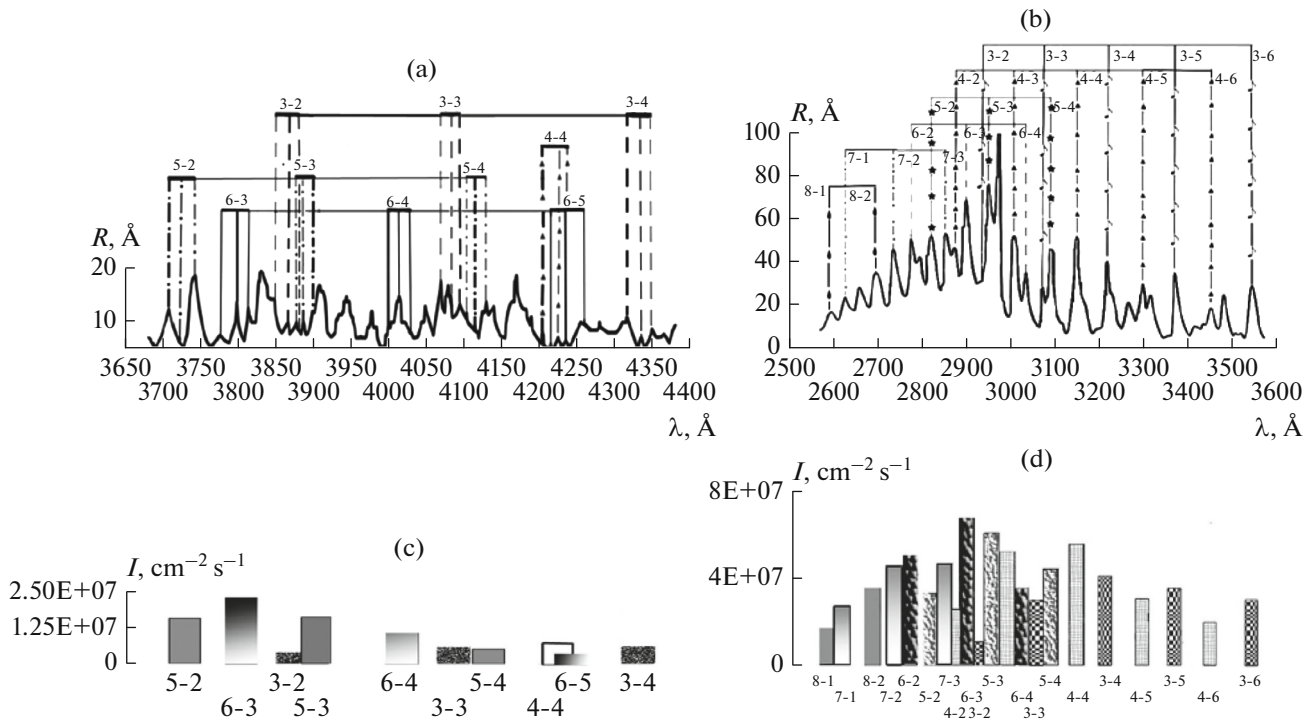 (a)
3-2
3-3
3-4
4-4
5-2
5-3
5-4
6-3
6-4
6-5
R, Å
20
10
3650 3750 3850 3950 4050 4150 4250 4350
3700 3800 3900 4000 4100 4200 4300 4400
λ, Å
(b)
3-2 3-3 3-4 3-5 3-6
4-2 4-3 4-4 4-5 4-6
5-2 5-3 5-4
6-2 6-3 6-4
7-1 7-2 7-3
8-1 8-2
R, Å
100
80
60
40
20
0
2500 2700 2900 3100 3300 3500
2600 2800 3000 3200 3400 3600
λ, Å
(c)
I, cm−2 s−1
2.50E+07
1.25E+07
0
5-2 3-2 6-4 5-4 6-5 3-4
6-3 5-3 3-3 4-4
(d)
I, cm−2 s−1
8E+07
4E+07
0
8-1 8-2 6-2 7-3 5-3 5-4 4-4 3-4 3-5 3-6
7-1 7-2 5-2 6-3 6-4 4-5 4-6
4-2 3-2 3-3